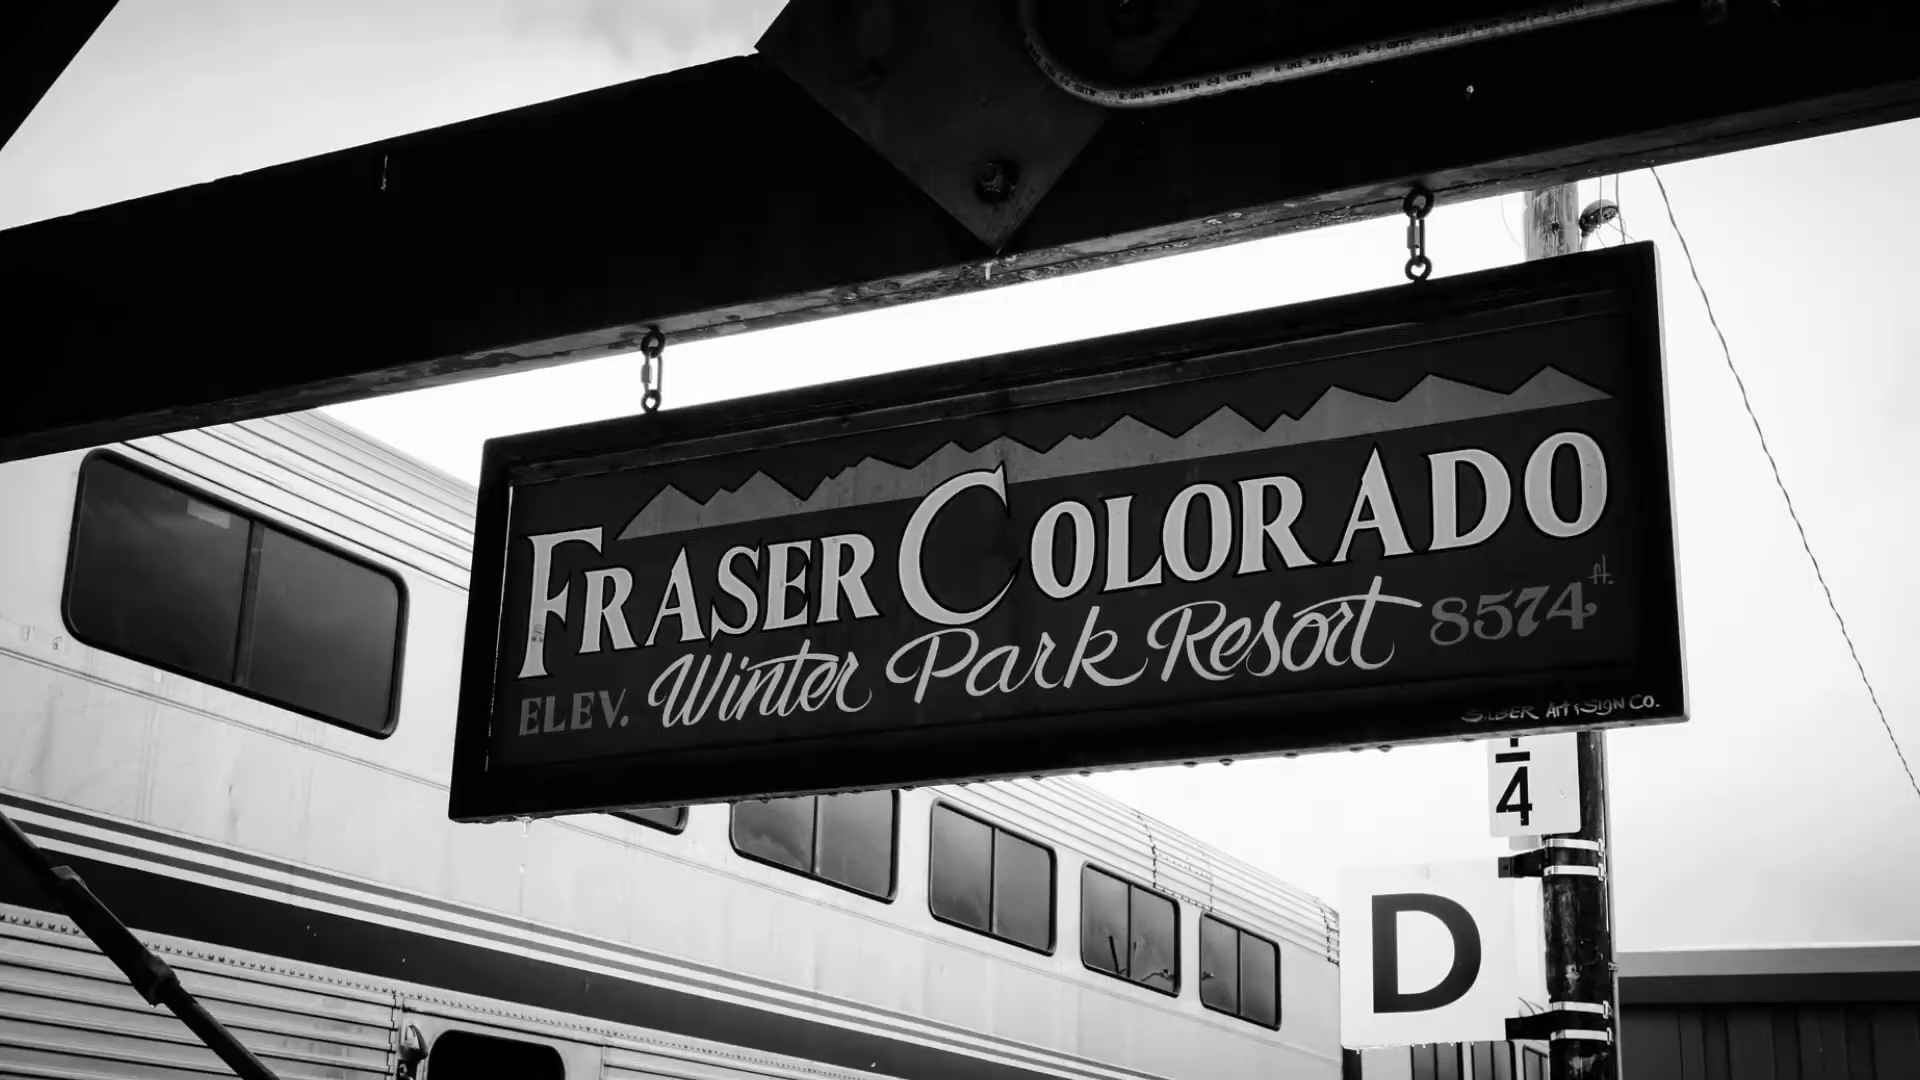 FRASER COLORADO
ELEV. Winter Park Resort 8574 ft.
SILBER Art & Sign Co.
4
D